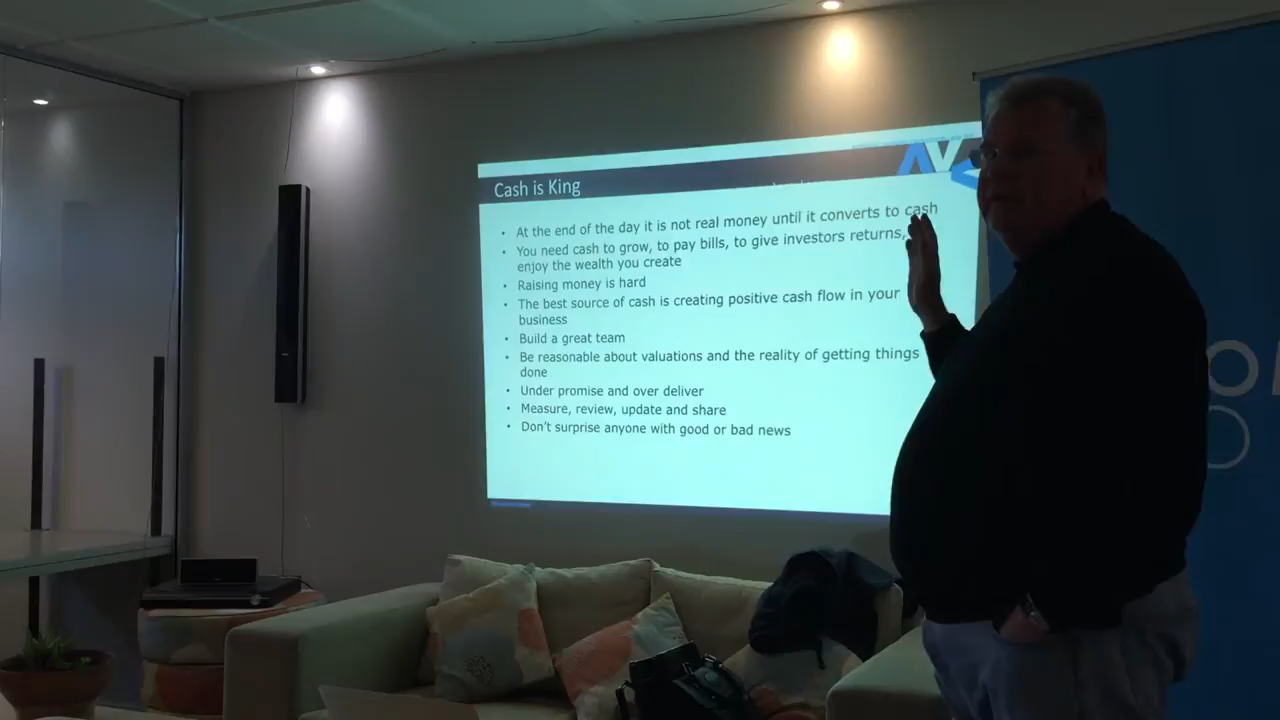 AV
Cash is King
• At the end of the day it is not real money until it converts to cash
• You need cash to grow, to pay bills, to give investors returns,
enjoy the wealth you create
• Raising money is hard
• The best source of cash is creating positive cash flow in your
business
• Build a great team
• Be reasonable about valuations and the reality of getting things
done
• Under promise and over deliver
• Measure, review, update and share
• Don't surprise anyone with good or bad news